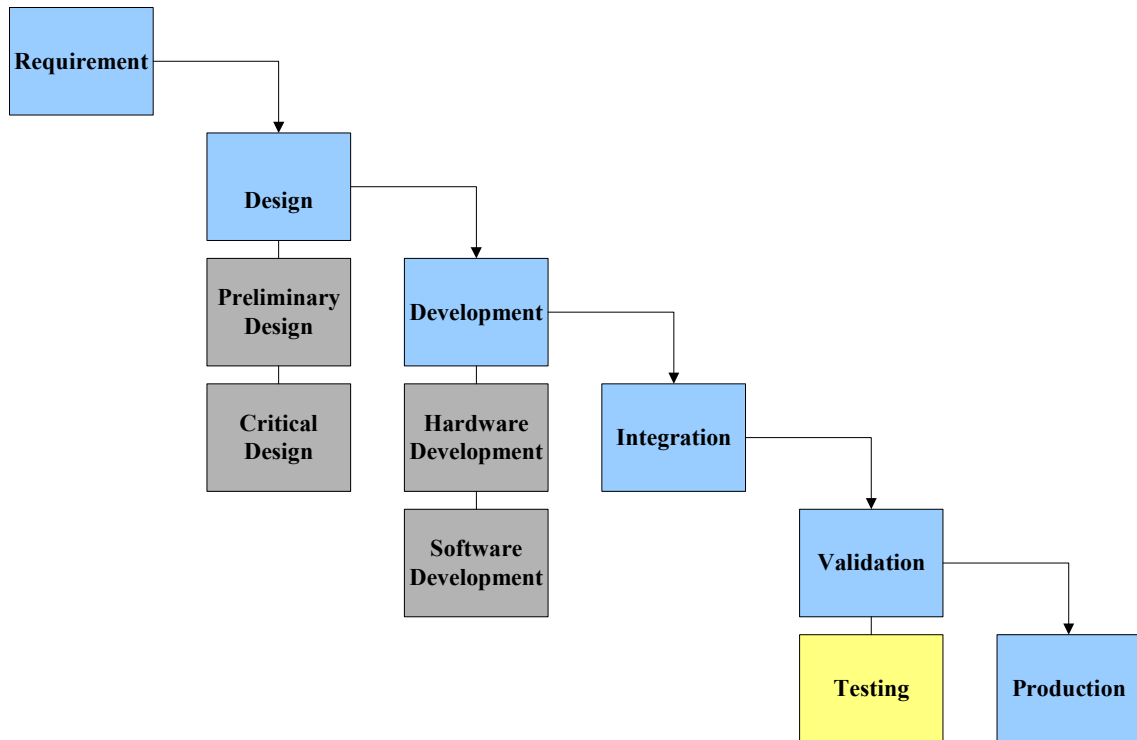 Requirement
Design
Preliminary
Design
Critical
Design
Development
Hardware
Development
Software
Development
Integration
Validation
Testing
Production